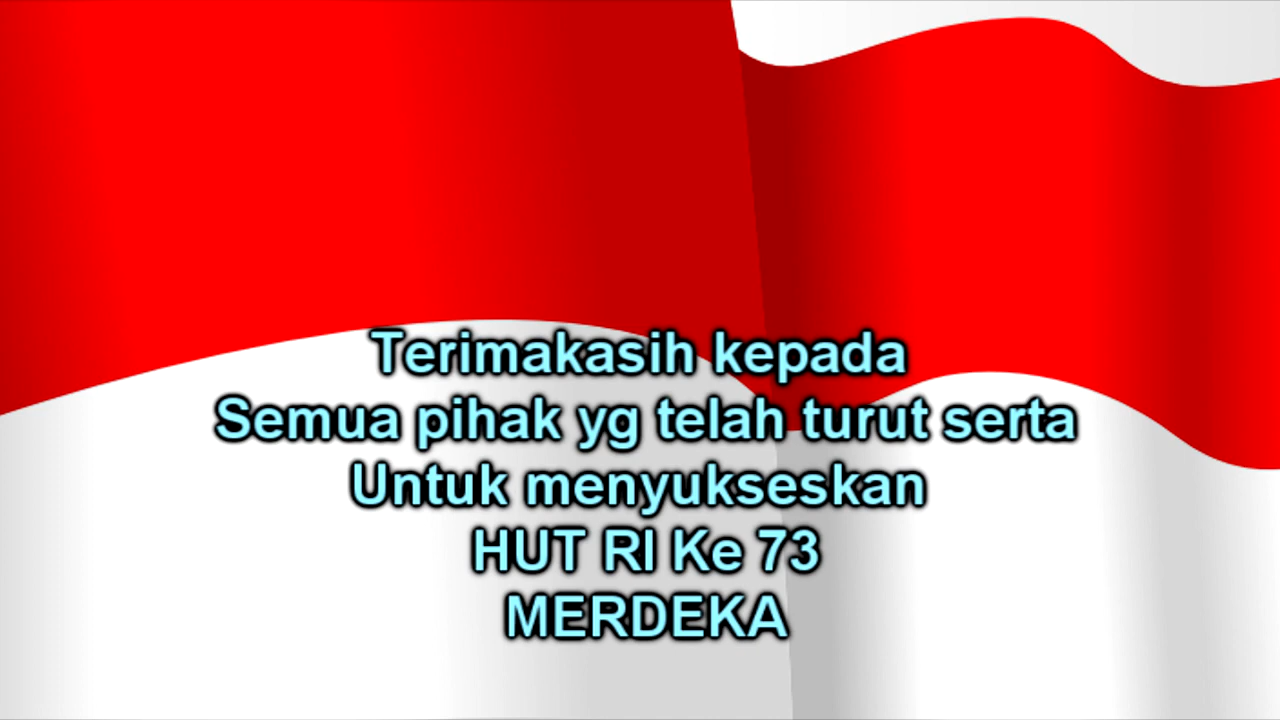 Terimakasih kepada
Semua pihak yg telah turut serta
Untuk menyukseskan
HUT RI Ke 73
MERDEKA